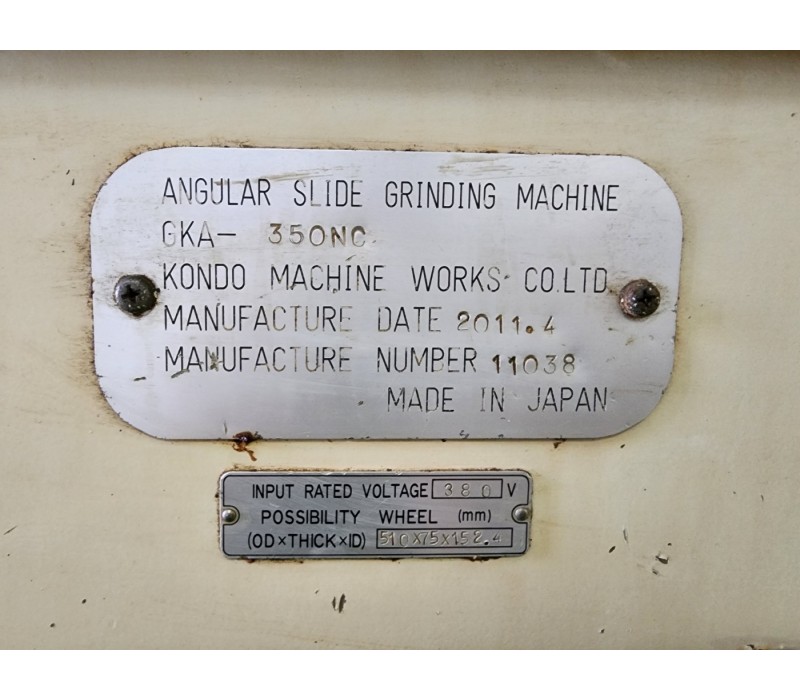 ANGULAR SLIDE GRINDING MACHINE
GKA- 350NC
KONDO MACHINE WORKS CO.LTD
MANUFACTURE DATE 2011.4
MANUFACTURE NUMBER 11038
MADE IN JAPAN
INPUT RATED VOLTAGE 380 V
POSSIBILITY WHEEL (mm)
(OD×THICK×ID) 510X75X152.4